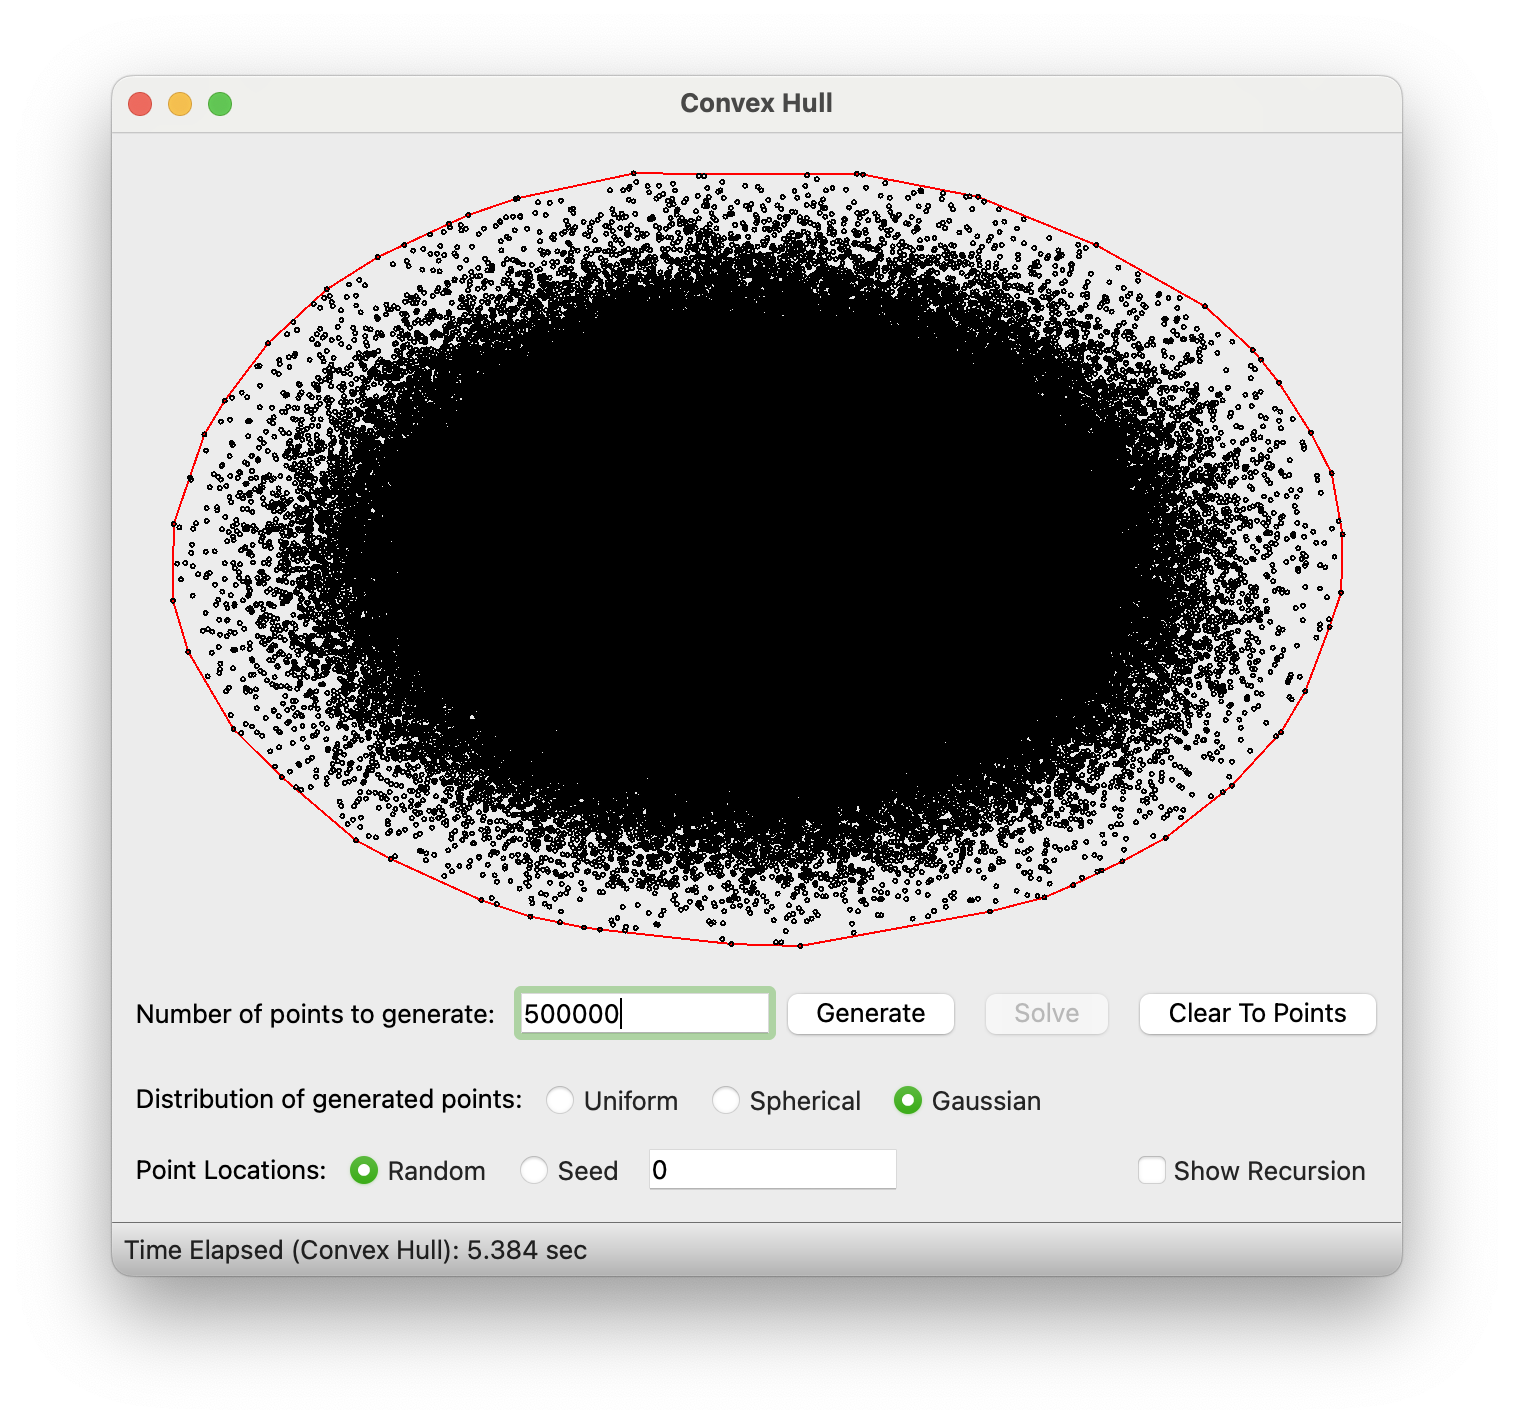 Convex Hull
Number of points to generate: 500000 Generate Solve Clear To Points
Distribution of generated points: Uniform Spherical Gaussian
Point Locations: Random Seed 0 Show Recursion
Time Elapsed (Convex Hull): 5.384 sec